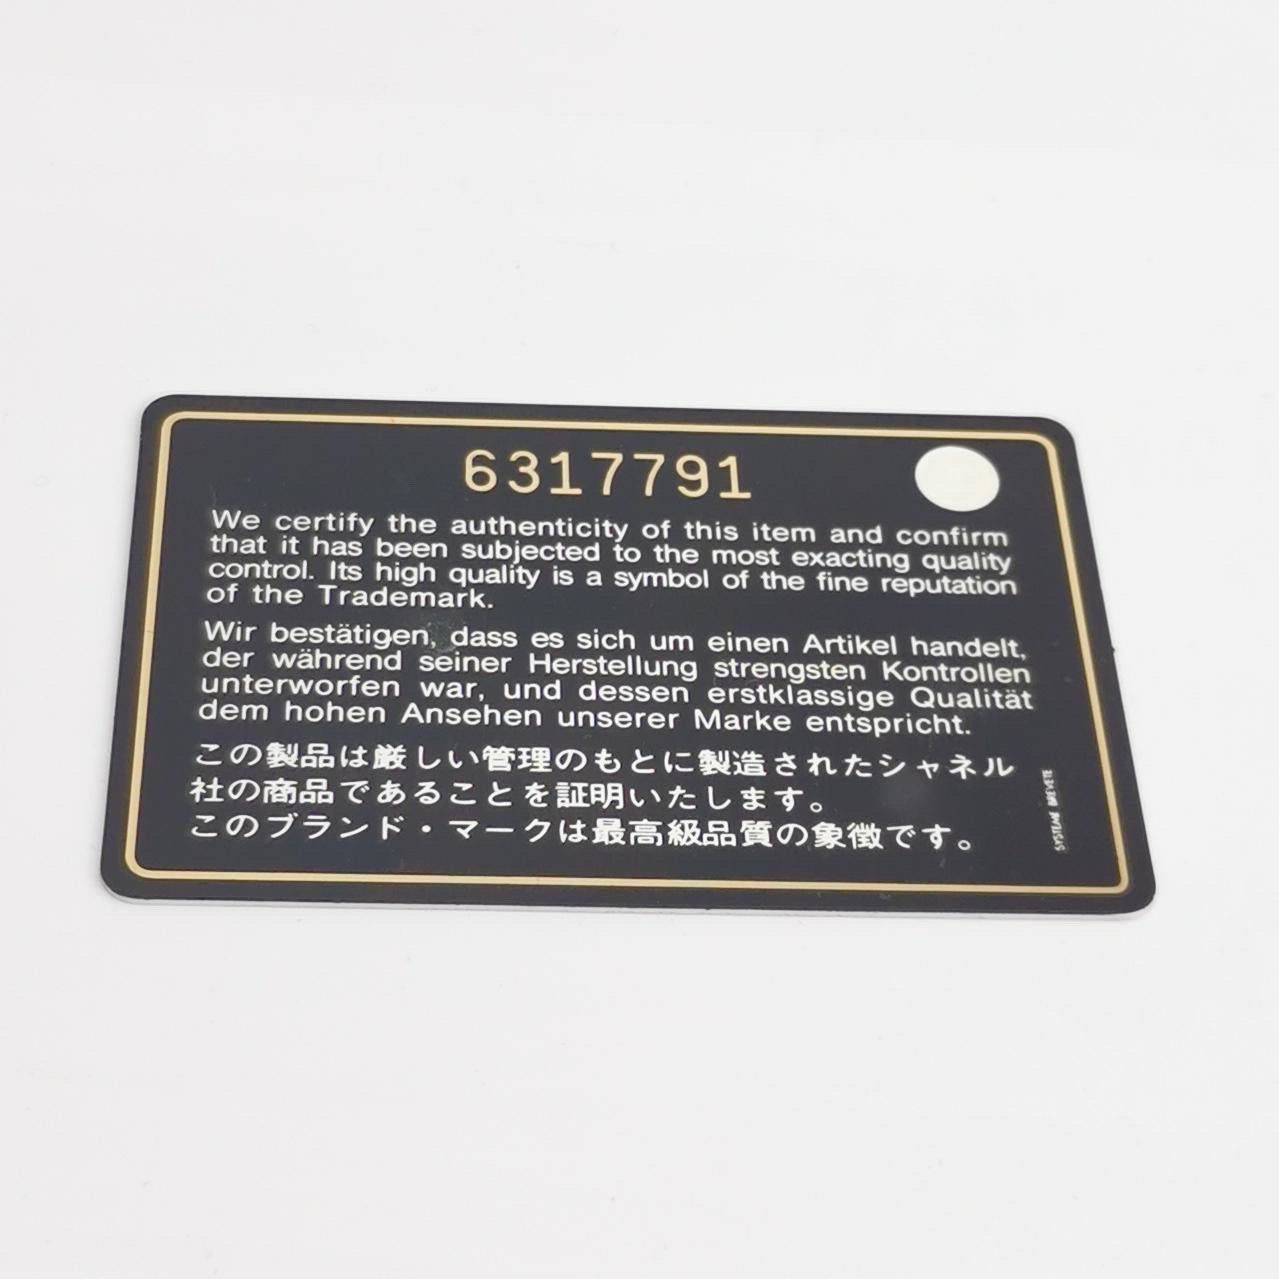 6317791
We certify the authenticity of this item and confirm
that it has been subjected to the most exacting quality
control. Its high quality is a symbol of the fine reputation
of the Trademark.
Wir bestätigen, dass es sich um einen Artikel handelt,
der während seiner Herstellung strengsten Kontrollen
unterworfen war, und dessen erstklassige Qualität
dem hohen Ansehen unserer Marke entspricht.
この製品は厳しい管理のもとに製造されたシャネル
社の商品であることを証明いたします。
このブランド・マークは最高級品質の象徴です。
SYSTEME BREVETE